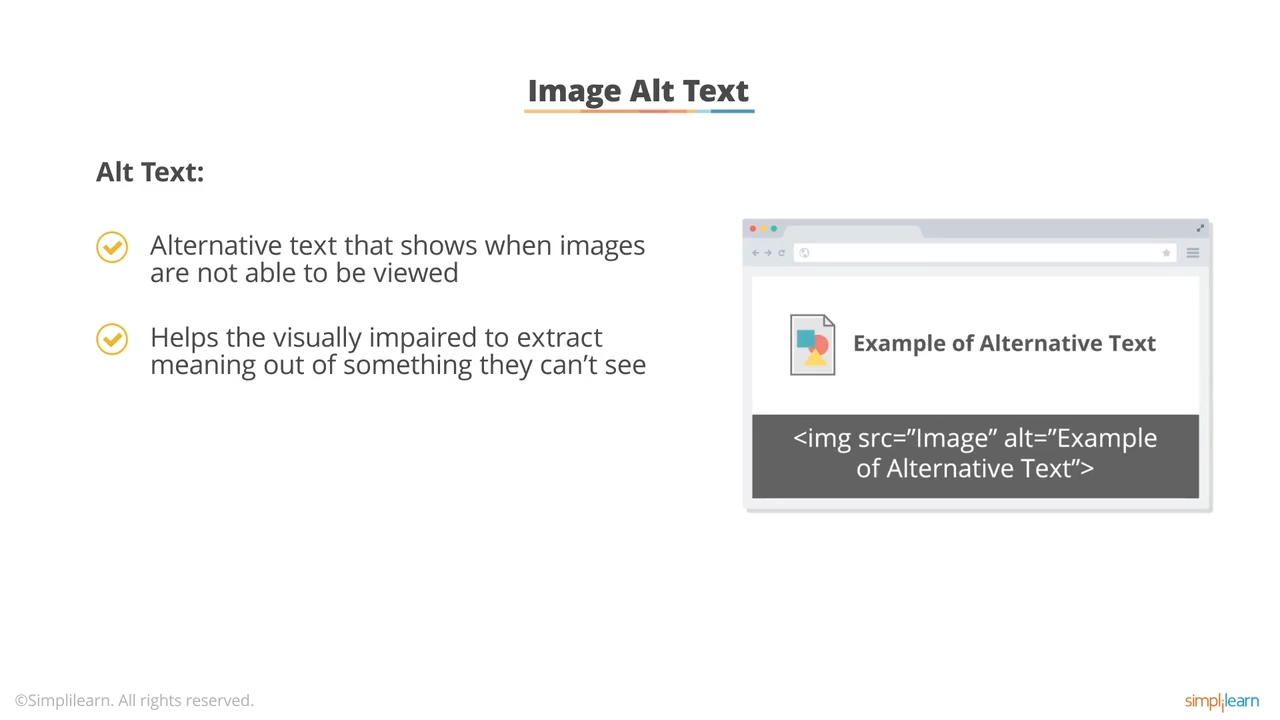 Image Alt Text
Alt Text:
Alternative text that shows when images
are not able to be viewed
Helps the visually impaired to extract
meaning out of something they can’t see
Example of Alternative Text
<img src=”Image” alt=”Example
of Alternative Text”>
©Simplilearn. All rights reserved.
simplilearn